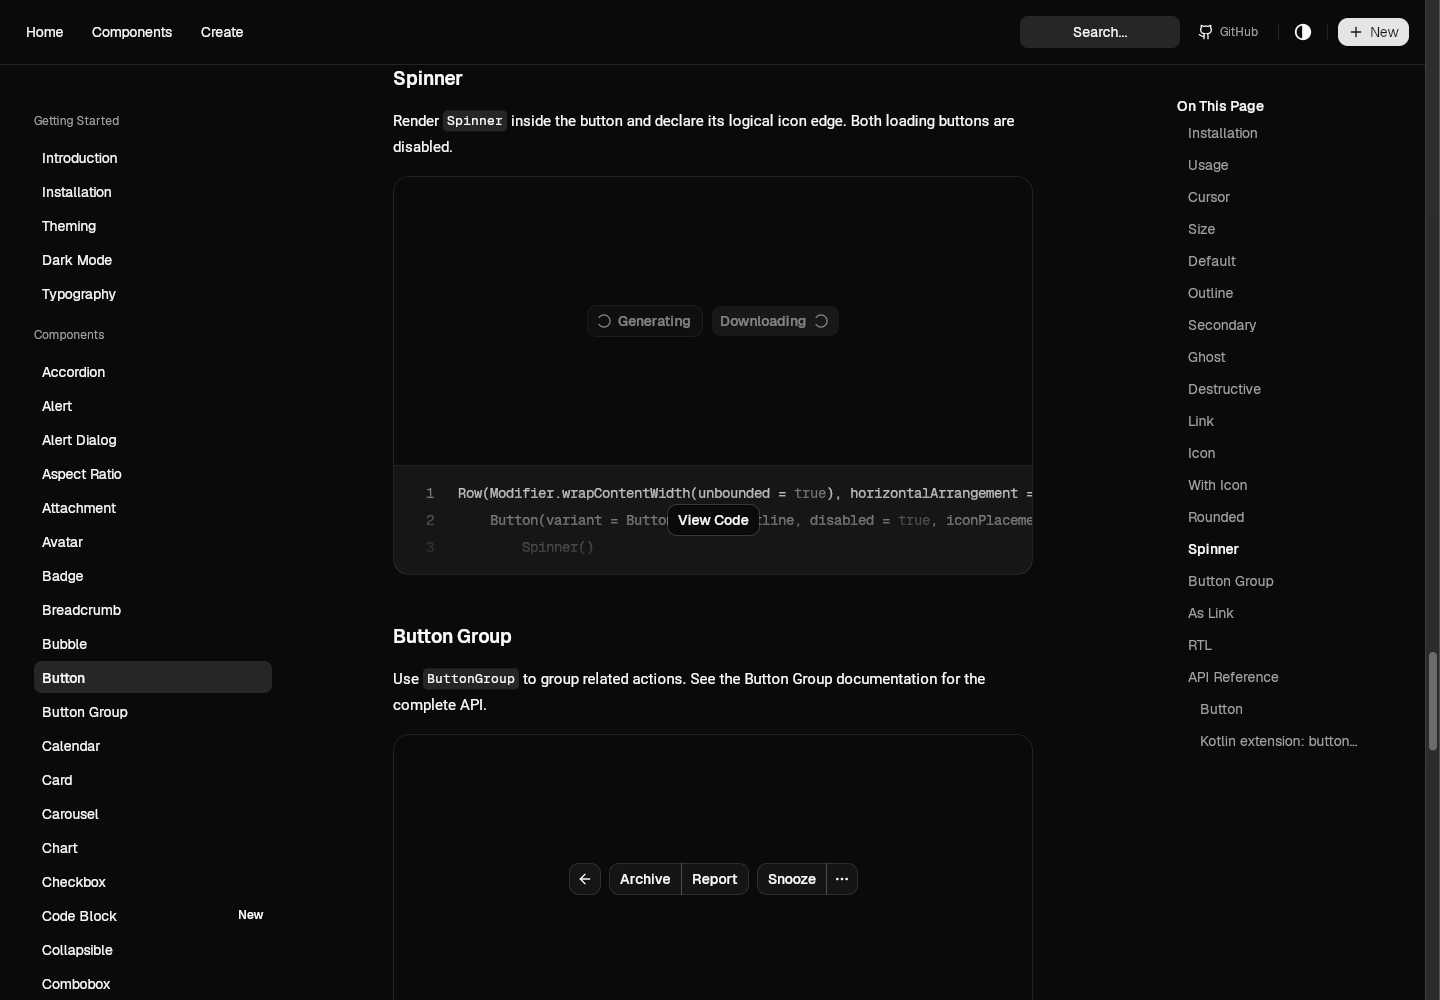 Home
Components
Create
Search...
GitHub
New
Getting Started
Introduction
Installation
Theming
Dark Mode
Typography
Components
Accordion
Alert
Alert Dialog
Aspect Ratio
Attachment
Avatar
Badge
Breadcrumb
Bubble
Button
Button Group
Calendar
Card
Carousel
Chart
Checkbox
Code Block New
Collapsible
Combobox
Spinner
Render Spinner inside the button and declare its logical icon edge. Both loading buttons are
disabled.
Generating
Downloading
1 Row(Modifier.wrapContentWidth(unbounded = true), horizontalArrangement =
2 Button(variant = Butto tline, disabled = true, iconPlaceme
View Code
3 Spinner()
Button Group
Use ButtonGroup to group related actions. See the Button Group documentation for the
complete API.
Archive
Report
Snooze
On This Page
Installation
Usage
Cursor
Size
Default
Outline
Secondary
Ghost
Destructive
Link
Icon
With Icon
Rounded
Spinner
Button Group
As Link
RTL
API Reference
Button
Kotlin extension: button...